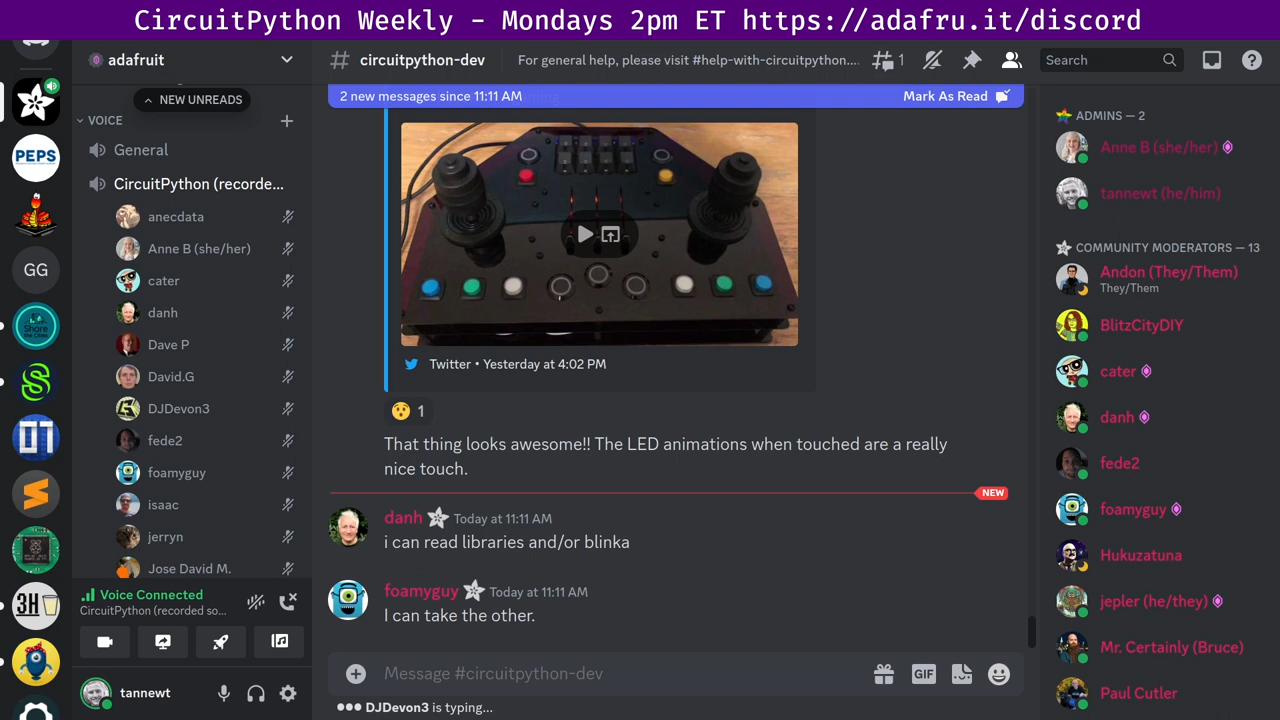 CircuitPython Weekly - Mondays 2pm ET https://adafru.it/discord
adafruit
circuitpython-dev
For general help, please visit #help-with-circuitpython....
1
Search
NEW UNREADS
VOICE
General
CircuitPython (recorde...
anecdata
Anne B (she/her)
cater
danh
Dave P
David.G
DJDevon3
fede2
foamyguy
isaac
jerryn
Jose David M.
Voice Connected
CircuitPython (recorded so...
tannewt
PEPS
GG
3H
2 new messages since 11:11 AM
Mark As Read
Twitter • Yesterday at 4:02 PM
1
That thing looks awesome!! The LED animations when touched are a really
nice touch.
NEW
danh Today at 11:11 AM
i can read libraries and/or blinka
foamyguy Today at 11:11 AM
I can take the other.
Message #circuitpython-dev
GIF
DJDevon3 is typing...
ADMINS — 2
Anne B (she/her)
tannewt (he/him)
COMMUNITY MODERATORS — 13
Andon (They/Them)
They/Them
BlitzCityDIY
cater
danh
fede2
foamyguy
Hukuzatuna
jepler (he/they)
Mr. Certainly (Bruce)
Paul Cutler